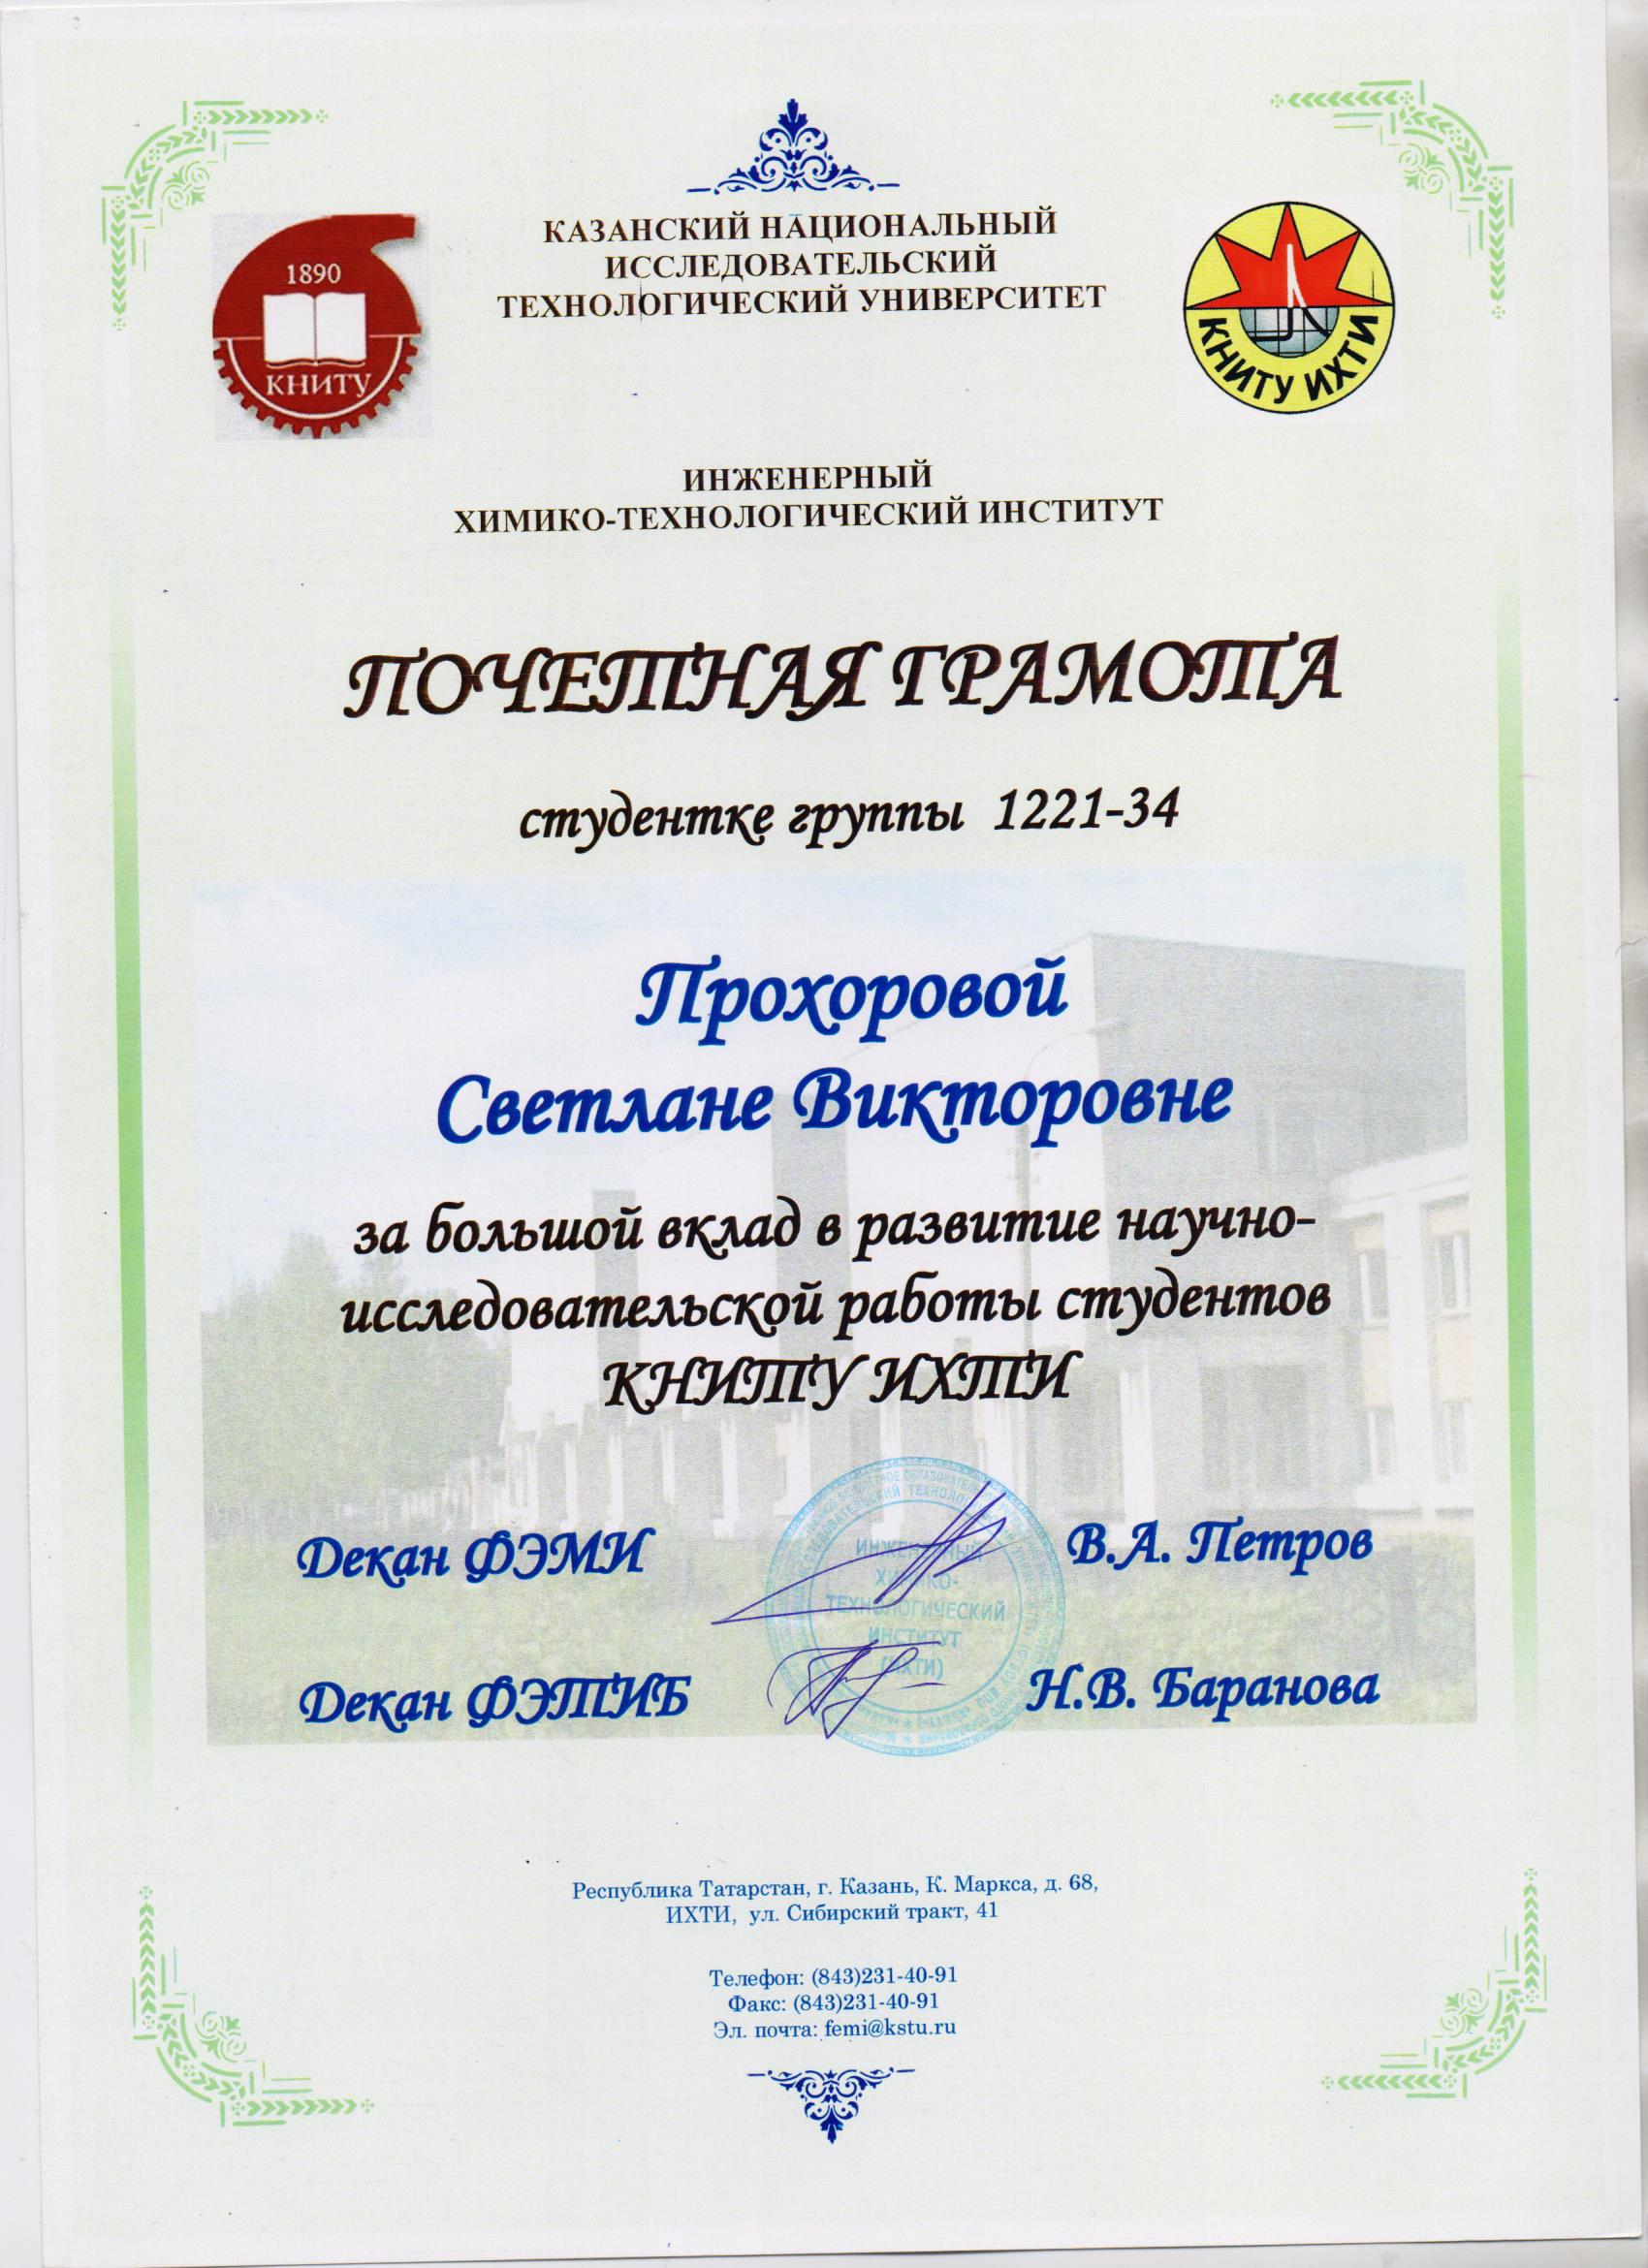 КАЗАНСКИЙ НАЦИОНАЛЬНЫЙ
ИССЛЕДОВАТЕЛЬСКИЙ
ТЕХНОЛОГИЧЕСКИЙ УНИВЕРСИТЕТ
1890
КНИТУ
КНИТУ ИХТИ
ИНЖЕНЕРНЫЙ
ХИМИКО-ТЕХНОЛОГИЧЕСКИЙ ИНСТИТУТ
ПОЧЕТНАЯ ГРАМОТА
студентке группы 1221-34
Прохоровой
Светлане Викторовне
за большой вклад в развитие научно-
исследовательской работы студентов
КНИТУ ИХТИ
Декан ФЭМИ В.А. Петров
ИНЖЕНЕРНЫЙ
ХИМИКО-
ТЕХНОЛОГИЧЕСКИЙ
ИНСТИТУТ
(ИХТИ)
Декан ФЭТИБ Н.В. Баранова
Республика Татарстан, г. Казань, К. Маркса, д. 68,
ИХТИ, ул. Сибирский тракт, 41
Телефон: (843)231-40-91
Факс: (843)231-40-91
Эл. почта: femi@kstu.ru